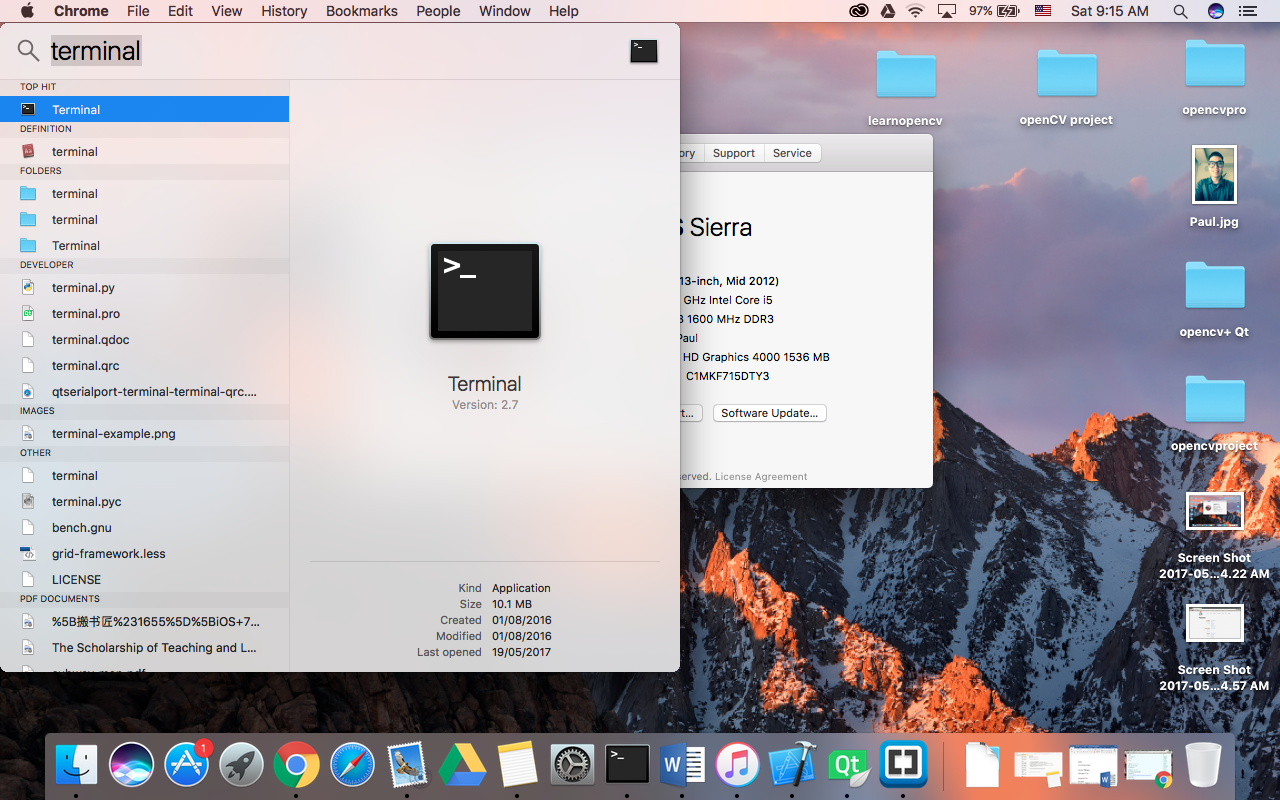 Chrome File Edit View History Bookmarks People Window Help 97% Sat 9:15 AM
terminal
TOP HIT
Terminal
DEFINITION
terminal
FOLDERS
terminal
terminal
Terminal
DEVELOPER
terminal.py
terminal.pro
terminal.qdoc
terminal.qrc
qtserialport-terminal-terminal-qrc....
IMAGES
terminal-example.png
OTHER
terminal
terminal.pyc
bench.gnu
grid-framework.less
LICENSE
PDF DOCUMENTS
%5B搬书匠%231655%5D%5BiOS+7...
The Scholarship of Teaching and L...
Terminal
Version: 2.7
Kind Application
Size 10.1 MB
Created 01/08/2016
Modified 01/08/2016
Last opened 19/05/2017
ory Support Service
S Sierra
13-inch, Mid 2012)
GHz Intel Core i5
1600 MHz DDR3
Paul
HD Graphics 4000 1536 MB
C1MKF715DTY3
rt... Software Update...
served. License Agreement
learnopencv
openCV project
opencvpro
Paul.jpg
opencv+ Qt
opencvproject
Screen Shot
2017-05...4.22 AM
Screen Shot
2017-05...4.57 AM
1
W
Qt